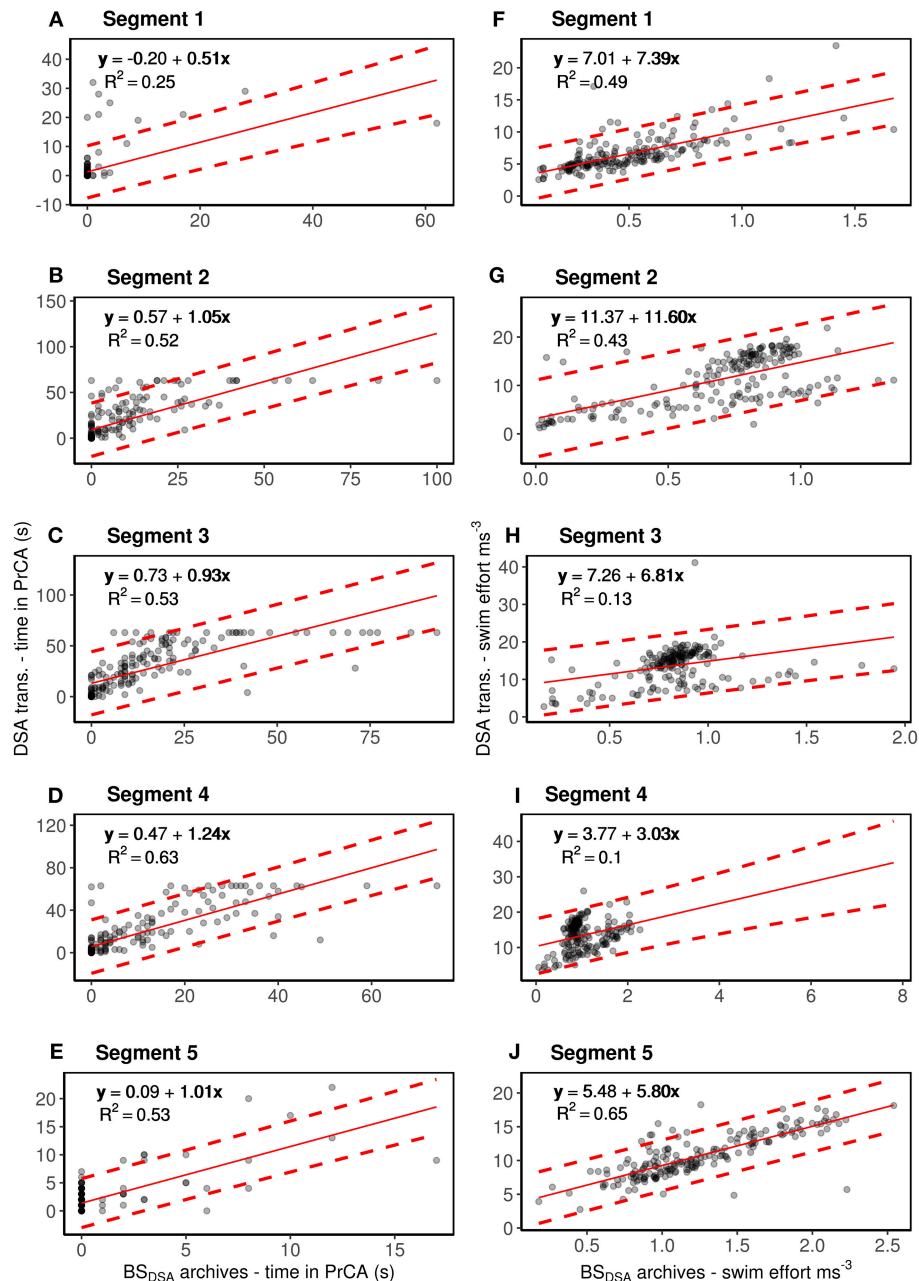 A Segment 1
y = -0.20 + 0.51x
R2 = 0.25
40
30
20
10
0
-10
0 20 40 60
F Segment 1
y = 7.01 + 7.39x
R2 = 0.49
20
15
10
5
0
0.5 1.0 1.5
B Segment 2
y = 0.57 + 1.05x
R2 = 0.52
150
100
50
0
0 25 50 75 100
G Segment 2
y = 11.37 + 11.60x
R2 = 0.43
20
10
0
0.0 0.5 1.0
C Segment 3
y = 0.73 + 0.93x
R2 = 0.53
100
50
0
0 25 50 75
DSA trans. - time in PrCA (s)
H Segment 3
y = 7.26 + 6.81x
R2 = 0.13
40
30
20
10
0
0.5 1.0 1.5 2.0
DSA trans. - swim effort ms-3
D Segment 4
y = 0.47 + 1.24x
R2 = 0.63
120
80
40
0
0 20 40 60
I Segment 4
y = 3.77 + 3.03x
R2 = 0.1
40
30
20
10
0 2 4 6 8
E Segment 5
y = 0.09 + 1.01x
R2 = 0.53
20
15
10
5
0
0 5 10 15
BSDSA archives - time in PrCA (s)
J Segment 5
y = 5.48 + 5.80x
R2 = 0.65
20
15
10
5
0
0.5 1.0 1.5 2.0 2.5
BSDSA archives - swim effort ms-3